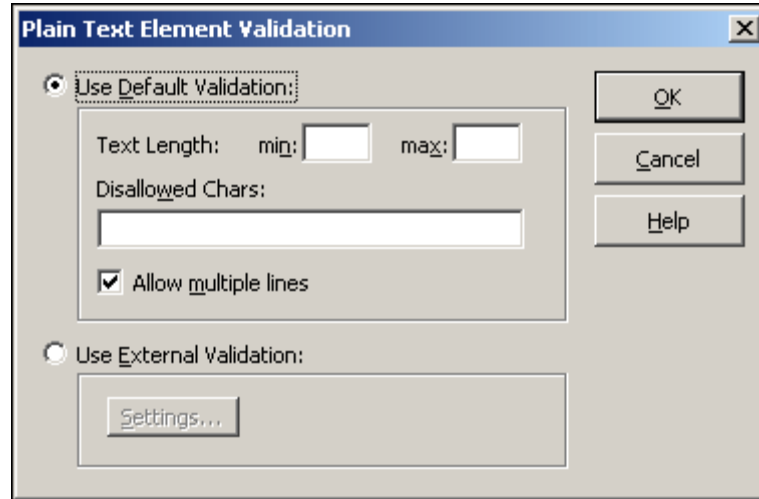 Plain Text Element Validation
Use Default Validation:
OK
Text Length: min: max:
Cancel
Disallowed Chars:
Help
Allow multiple lines
Use External Validation:
Settings...